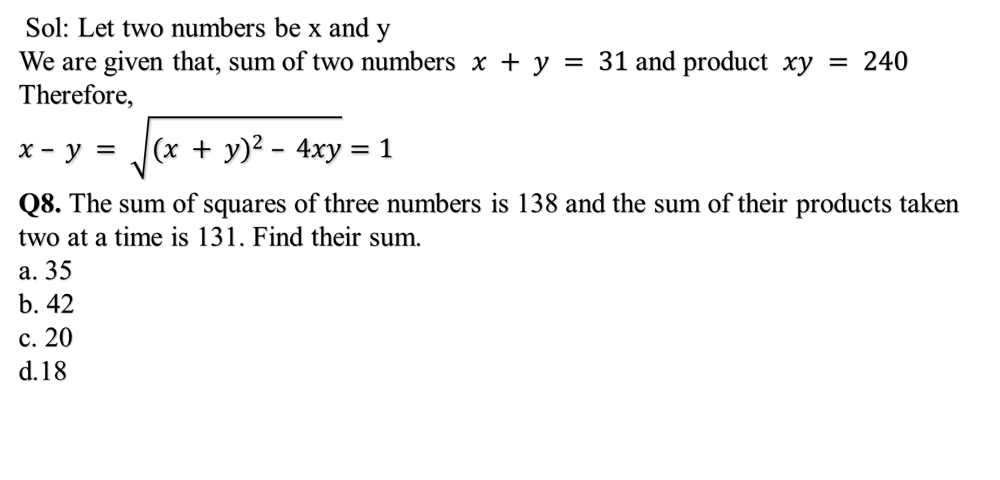 Sol: Let two numbers be x and y
We are given that, sum of two numbers x + y = 31 and product xy = 240
Therefore,
x – y = √(x + y)² – 4xy = 1
Q8. The sum of squares of three numbers is 138 and the sum of their products taken
two at a time is 131. Find their sum.
a. 35
b. 42
c. 20
d.18